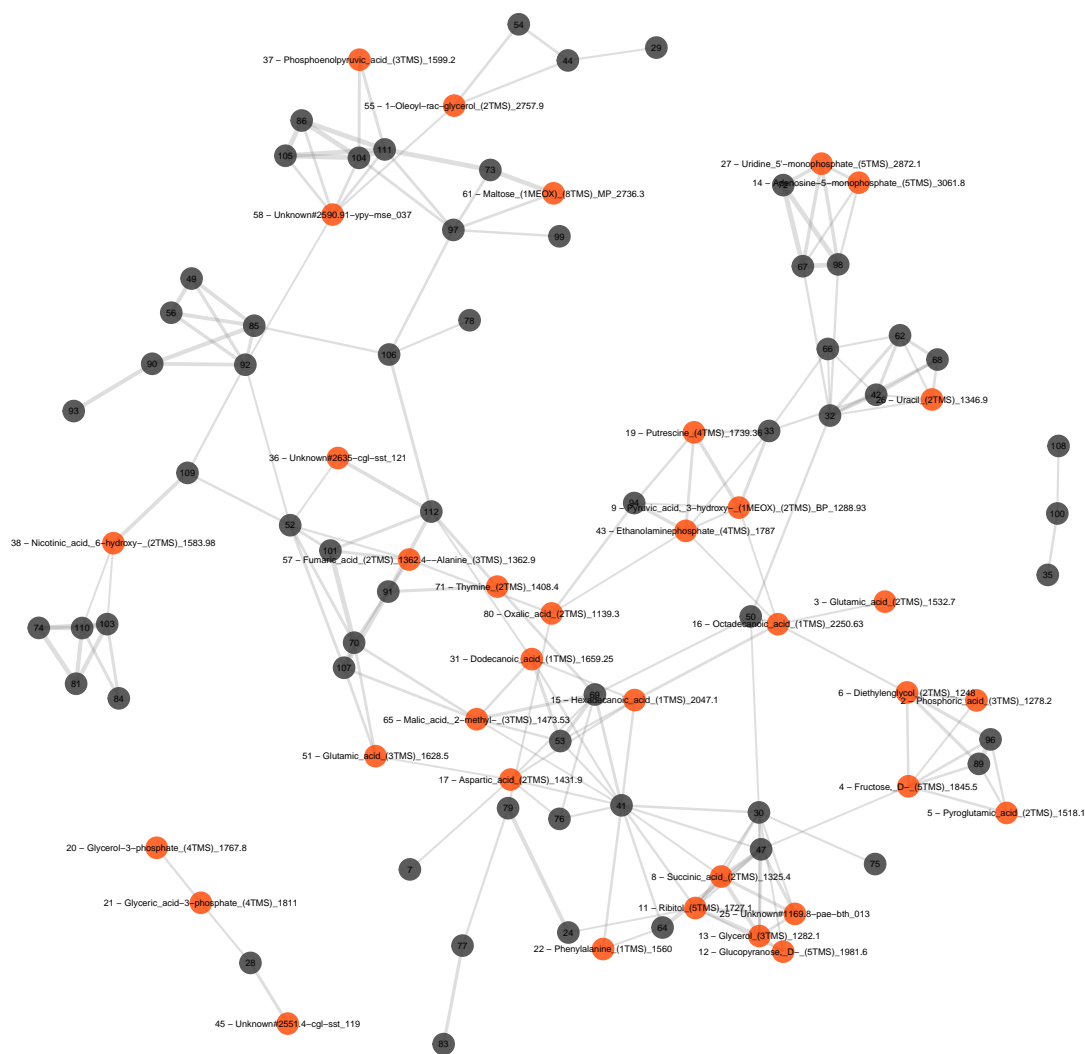 54
29
44
37 − Phosphoenolpyruvic_acid_(3TMS)_1599.2
55 − 1−Oleoyl−rac−glycerol_(2TMS)_2757.9
86
111
105
104
73
27 − Uridine_5'−monophosphate_(5TMS)_2872.1
72
14 − Adenosine−5−monophosphate_(5TMS)_3061.8
61 − Maltose_(1MEOX)_(8TMS)_MP_2736.3
58 − Unknown#2590.91−ypy−mse_037
97
99
67
98
49
56
85
78
62
66
106
68
90
92
42
26 − Uracil_(2TMS)_1346.9
93
32
33
19 − Putrescine_(4TMS)_1739.36
108
36 − Unknown#2635−cgl−sst_121
109
94
9 − Pyruvic_acid,_3−hydroxy−_(1MEOX)_(2TMS)_BP_1288.93
112
100
52
43 − Ethanolaminephosphate_(4TMS)_1787
38 − Nicotinic_acid,_6−hydroxy−_(2TMS)_1583.98
101
57 − Fumaric_acid_(2TMS)_1362.4−−Alanine_(3TMS)_1362.9
35
71 − Thymine_(2TMS)_1408.4
91
3 − Glutamic_acid_(2TMS)_1532.7
80 − Oxalic_acid_(2TMS)_1139.3
50
16 − Octadecanoic_acid_(1TMS)_2250.63
74
110
103
70
31 − Dodecanoic_acid_(1TMS)_1659.25
107
81
84
69
6 − Diethylenglycol_(2TMS)_1248
15 − Hexadecanoic_acid_(1TMS)_2047.1
2 − Phosphoric_acid_(3TMS)_1278.2
65 − Malic_acid,_2−methyl−_(3TMS)_1473.53
53
96
51 − Glutamic_acid_(3TMS)_1628.5
89
17 − Aspartic_acid_(2TMS)_1431.9
4 − Fructose,_D−_(5TMS)_1845.5
79
41
76
30
5 − Pyroglutamic_acid_(2TMS)_1518.1
20 − Glycerol−3−phosphate_(4TMS)_1767.8
47
7
75
8 − Succinic_acid_(2TMS)_1325.4
21 − Glyceric_acid−3−phosphate_(4TMS)_1811
11 − Ribitol_(5TMS)_1727.1
25 − Unknown#1169.8−pae−bth_013
64
24
13 − Glycerol_(3TMS)_1282.1
77
22 − Phenylalanine_(1TMS)_1560
12 − Glucopyranose,_D−_(5TMS)_1981.6
28
45 − Unknown#2551.4−cgl−sst_119
83